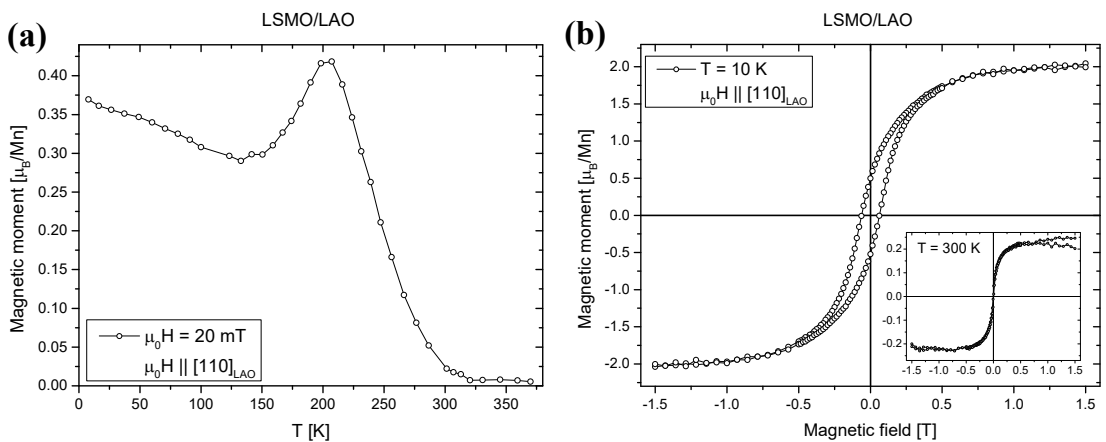 LSMO/LAO
(a)
0.40
0.35
0.30
0.25
0.20
0.15
0.10
0.05
0.00
Magnetic moment [μB/Mn]
μ0H = 20 mT
μ0H || [110]LAO
0 50 100 150 200 250 300 350
T [K]
LSMO/LAO
(b)
2.0
1.5
1.0
0.5
0.0
-0.5
-1.0
-1.5
-2.0
Magnetic moment [μB/Mn]
T = 10 K
μ0H || [110]LAO
T = 300 K
0.2
0.1
0.0
-0.1
-0.2
-1.5 -1.0 -0.5 0.0 0.5 1.0 1.5
-1.5 -1.0 -0.5 0.0 0.5 1.0 1.5
Magnetic field [T]